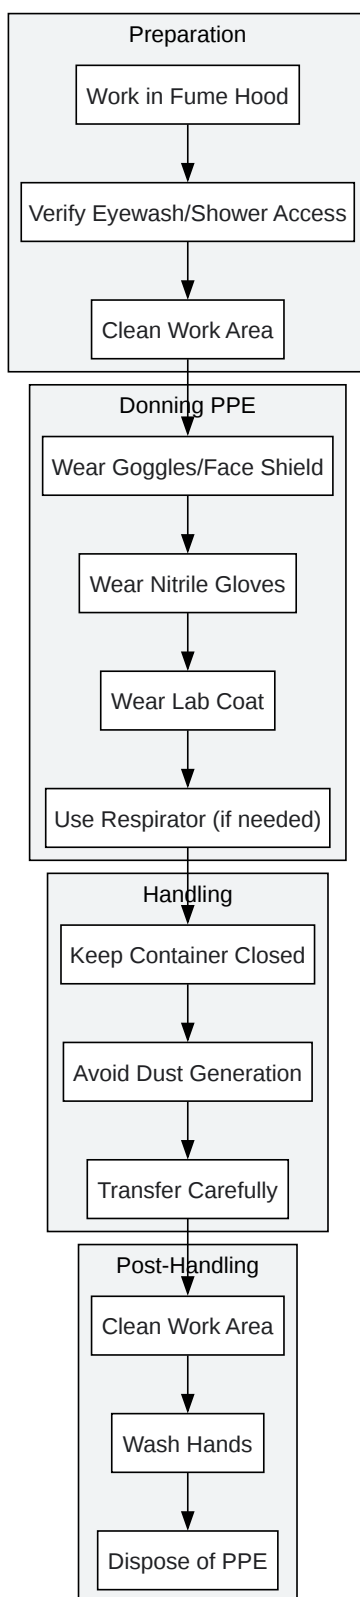 Preparation
Work in Fume Hood
Verify Eyewash/Shower Access
Clean Work Area
Donning PPE
Wear Goggles/Face Shield
Wear Nitrile Gloves
Wear Lab Coat
Use Respirator (if needed)
Handling
Keep Container Closed
Avoid Dust Generation
Transfer Carefully
Post-Handling
Clean Work Area
Wash Hands
Dispose of PPE